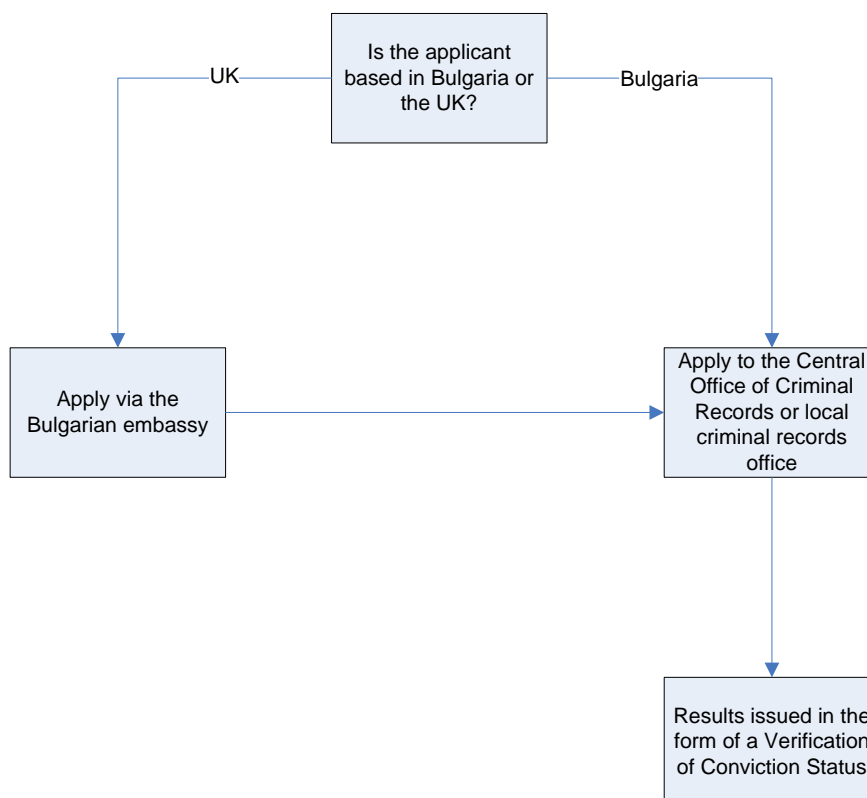 Is the applicant
based in Bulgaria or
the UK?
UK
Bulgaria
Apply via the
Bulgarian embassy
Apply to the Central
Office of Criminal
Records or local
criminal records
office
Results issued in the
form of a Verification
of Conviction Status